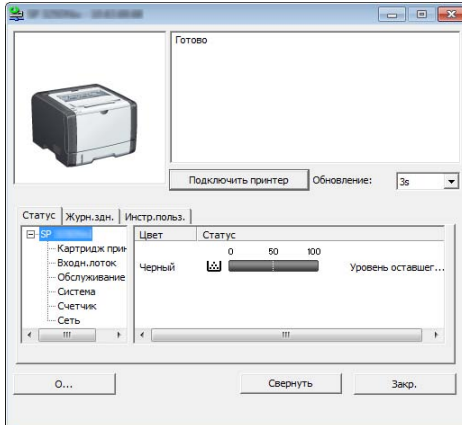 Готово
Подключить принтер
Обновление:
3s
Статус
Журн.здн.
Инстр.польз.
SP
Картридж прин
Входн.лоток
Обслуживание
Система
Счетчик
Сеть
Цвет Статус
0 50 100
Черный
Уровень оставшег...
О...
Свернуть
Закр.